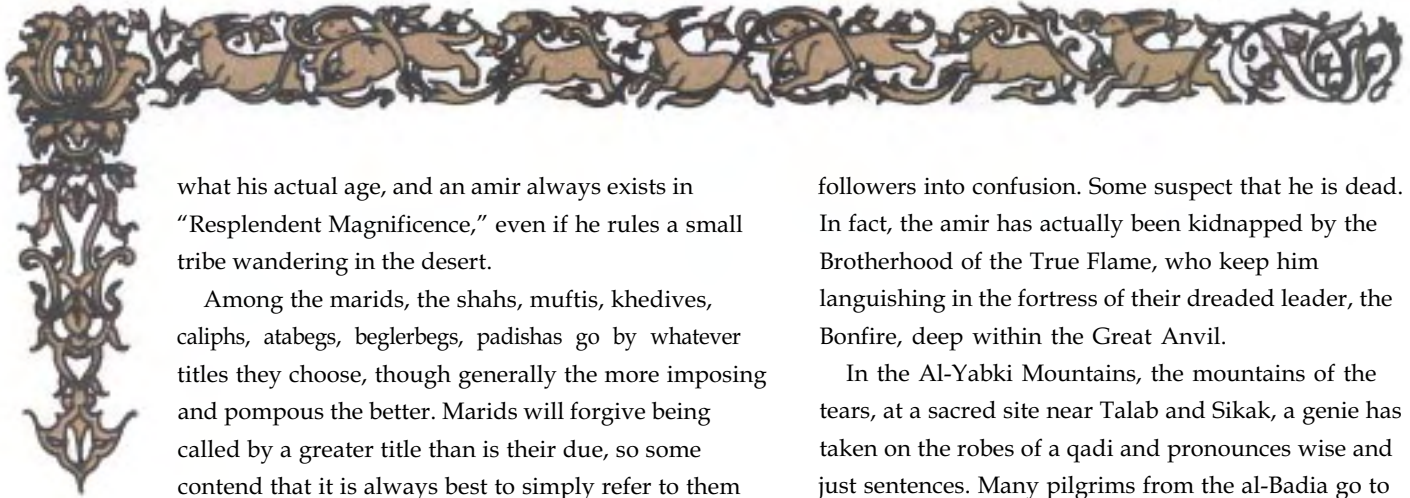 what his actual age, and an amir always exists in
“Resplendent Magnificence,” even if he rules a small
tribe wandering in the desert.
Among the marids, the shahs, muftis, khedives,
caliphs, atabegs, beglerbegs, padishas go by whatever
titles they choose, though generally the more imposing
and pompous the better. Marids will forgive being
called by a greater title than is their due, so some
contend that it is always best to simply refer to them
followers into confusion. Some suspect that he is dead.
In fact, the amir has actually been kidnapped by the
Brotherhood of the True Flame, who keep him
languishing in the fortress of their dreaded leader, the
Bonfire, deep within the Great Anvil.
In the Al-Yabki Mountains, the mountains of the
tears, at a sacred site near Talab and Sikak, a genie has
taken on the robes of a qadi and pronounces wise and
just sentences. Many pilgrims from the al-Badia go to